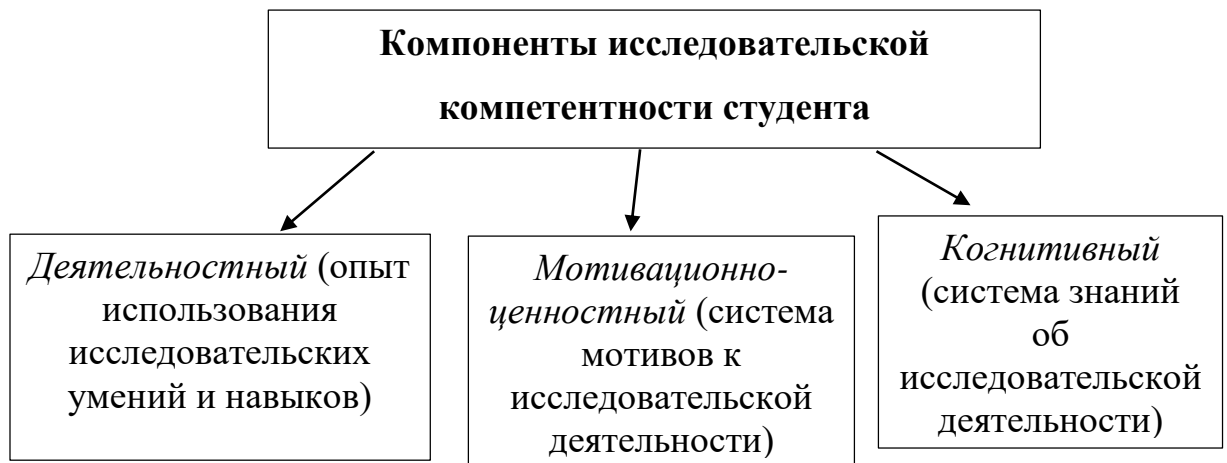 Компоненты исследовательской
компетентности студента
Деятельностный (опыт
использования
исследовательских
умений и навыков)
Мотивационно-
ценностный (система
мотивов к
исследовательской
деятельности)
Когнитивный
(система знаний
об
исследовательской
деятельности)